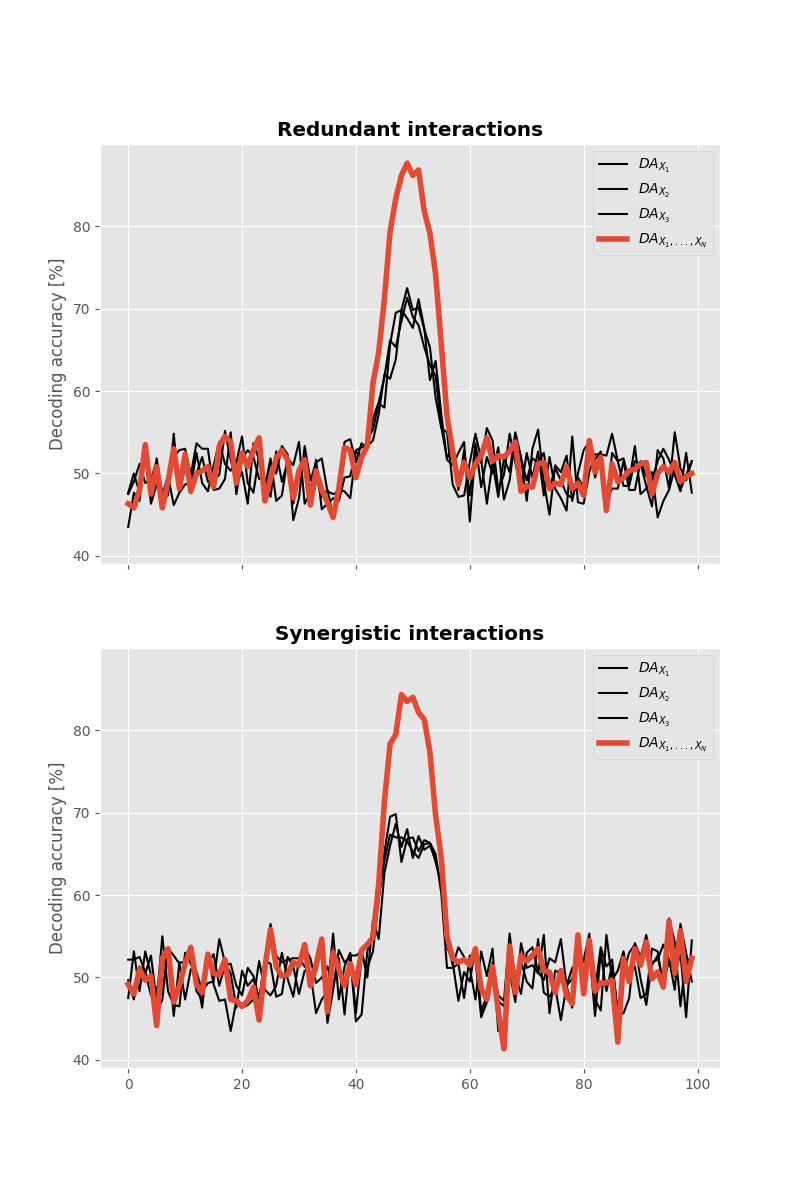 Redundant interactions
Decoding accuracy [%]
80
70
60
50
40
DA_{X_1}
DA_{X_2}
DA_{X_3}
DA_{X_1,...,X_N}
Synergistic interactions
Decoding accuracy [%]
80
70
60
50
40
DA_{X_1}
DA_{X_2}
DA_{X_3}
DA_{X_1,...,X_N}
0 20 40 60 80 100